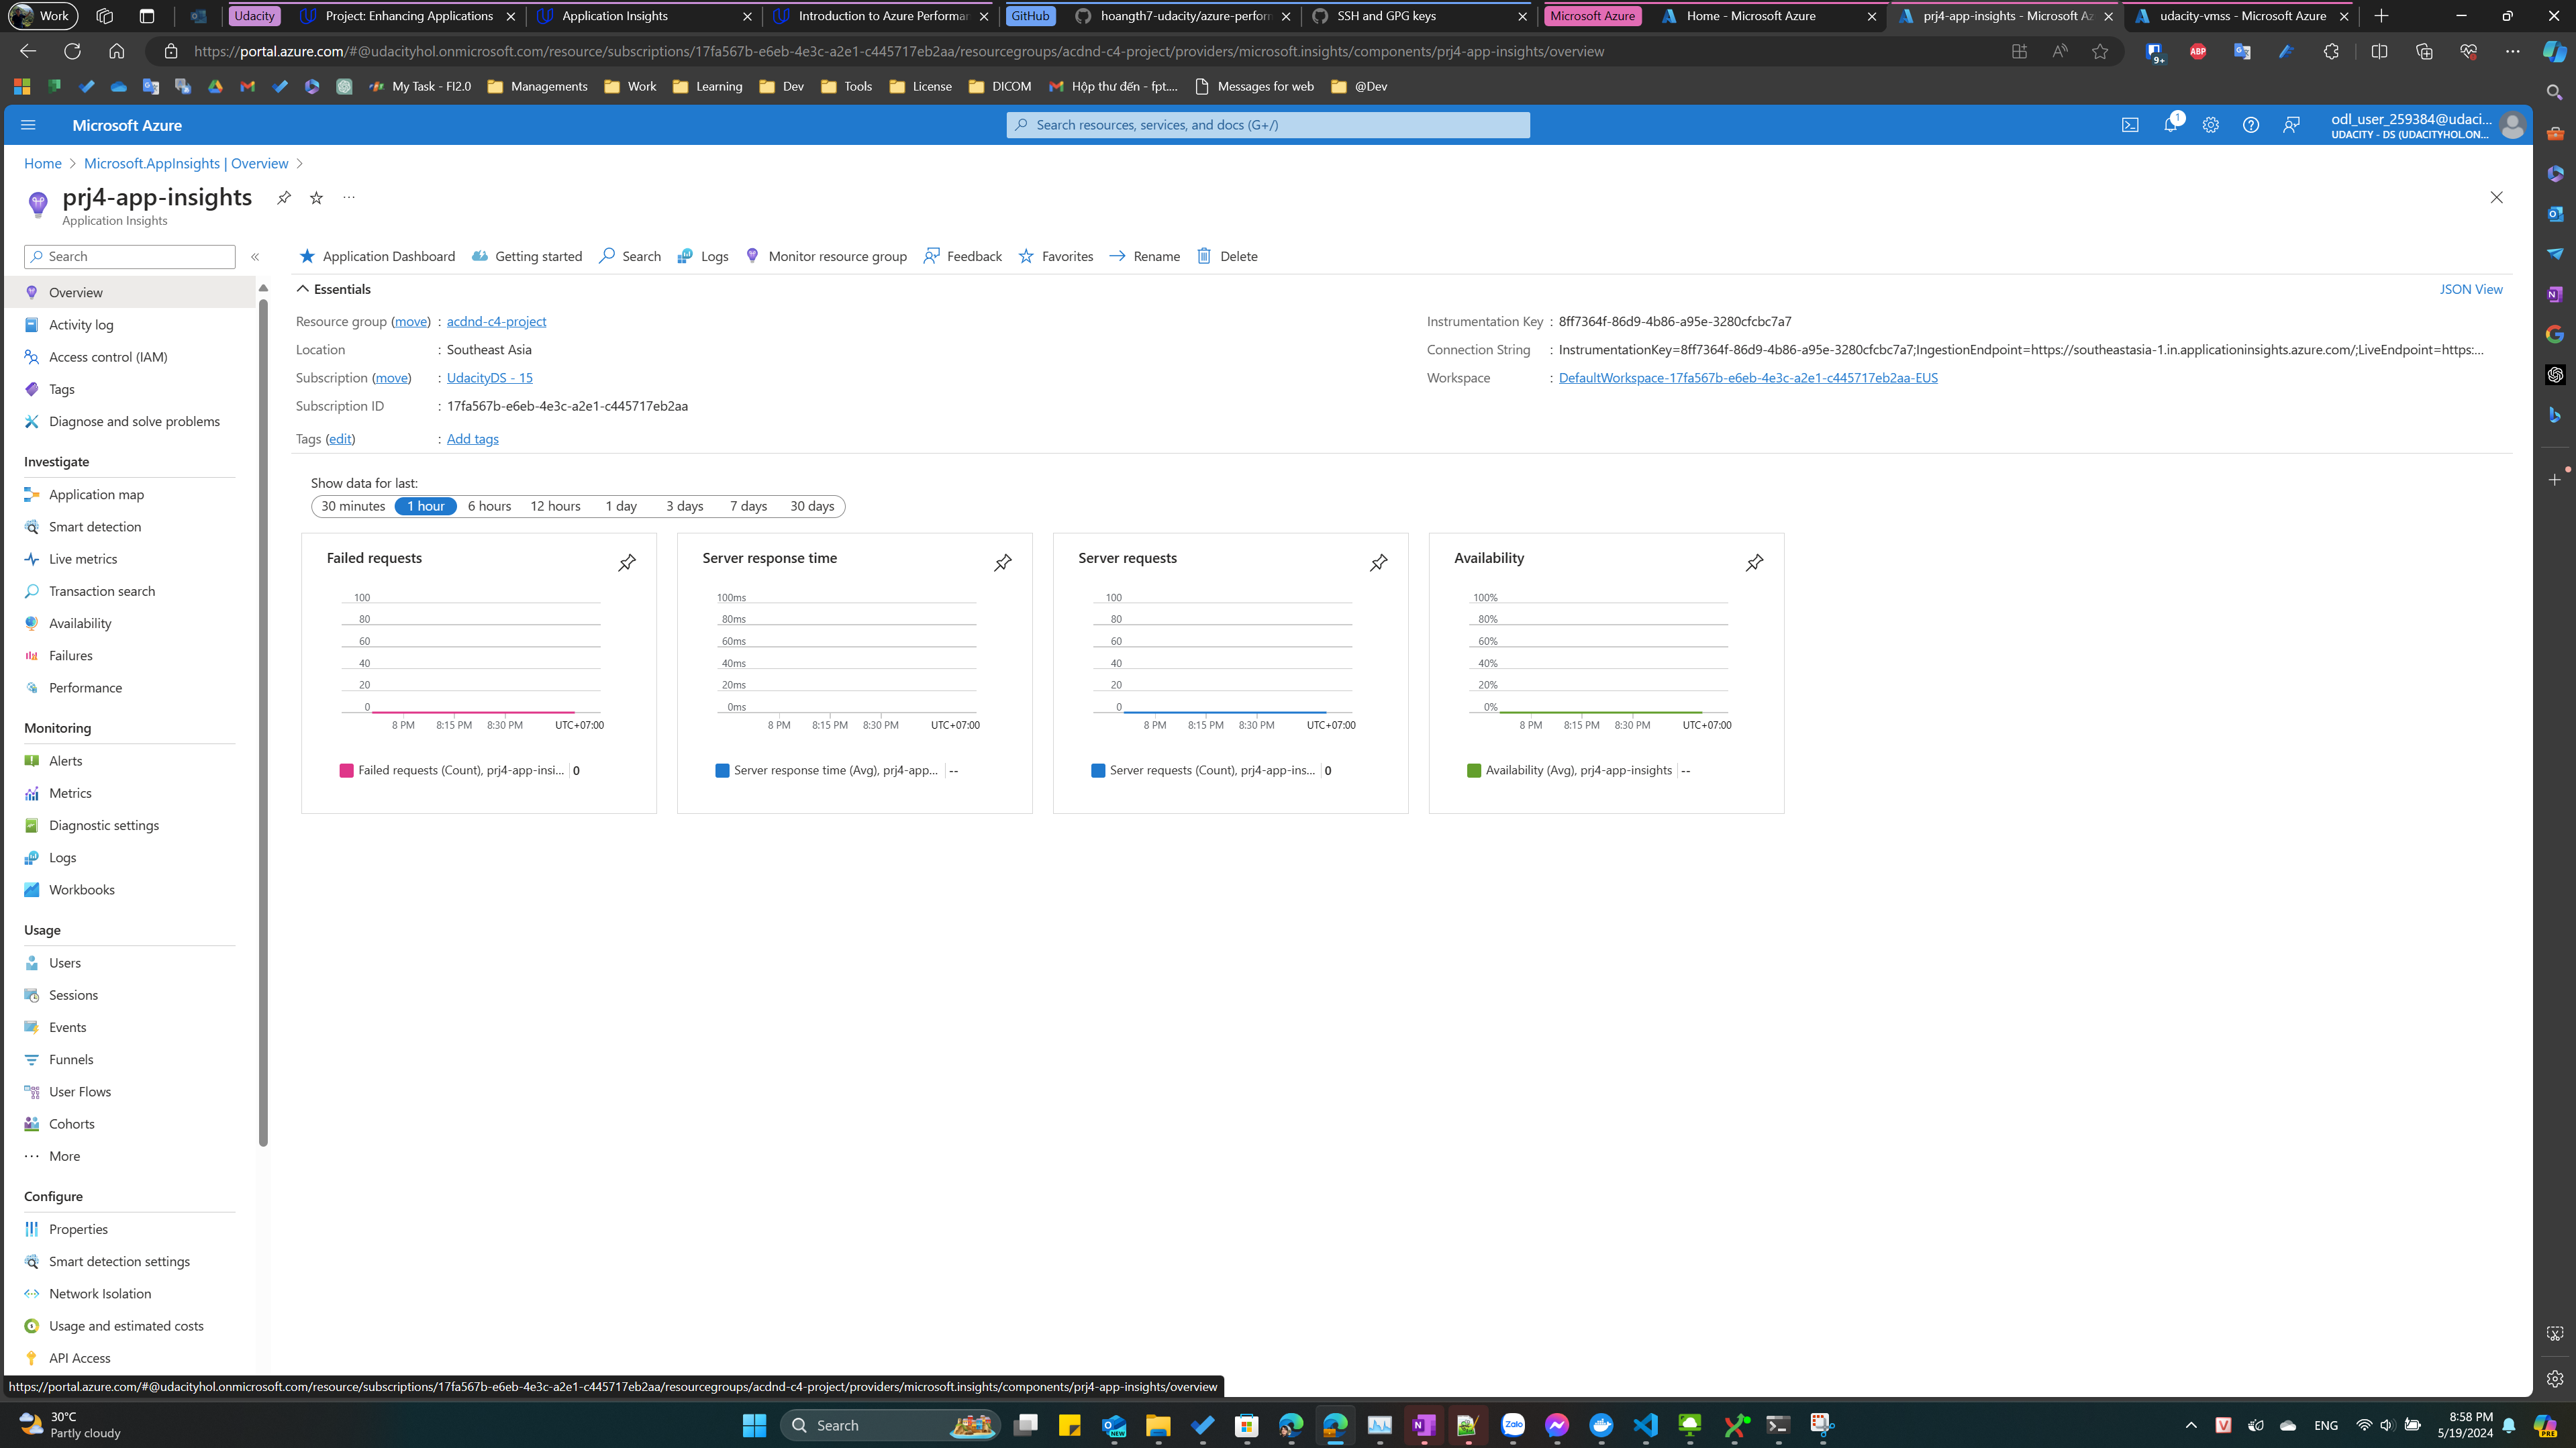 Work
Udacity
Project: Enhancing Applications
Application Insights
Introduction to Azure Performan
GitHub
hoangth7-udacity/azure-perforr
SSH and GPG keys
Microsoft Azure
Home - Microsoft Azure
prj4-app-insights - Microsoft Az
udacity-vmss - Microsoft Azure
https://portal.azure.com/#@udacityhol.onmicrosoft.com/resource/subscriptions/17fa567b-e6eb-4e3c-a2e1-c445717eb2aa/resourcegroups/acdnd-c4-project/providers/microsoft.insights/components/prj4-app-insights/overview
ABP
9+
My Task - FI2.0
Managements
Work
Learning
Dev
Tools
License
DICOM
Hộp thư đến - fpt....
Messages for web
@Dev
Microsoft Azure
Search resources, services, and docs (G+/)
1
odl_user_259384@udaci...
UDACITY - DS (UDACITYHOL.ON...
Home > Microsoft.AppInsights | Overview >
prj4-app-insights
Application Insights
Search
Application Dashboard
Getting started
Search
Logs
Monitor resource group
Feedback
Favorites
Rename
Delete
Overview
Activity log
Access control (IAM)
Tags
Diagnose and solve problems
Investigate
Application map
Smart detection
Live metrics
Transaction search
Availability
Failures
Performance
Monitoring
Alerts
Metrics
Diagnostic settings
Logs
Workbooks
Usage
Users
Sessions
Events
Funnels
User Flows
Cohorts
More
Configure
Properties
Smart detection settings
Network Isolation
Usage and estimated costs
API Access
Essentials
JSON View
Resource group (move) : acdnd-c4-project
Location : Southeast Asia
Subscription (move) : UdacityDS - 15
Subscription ID : 17fa567b-e6eb-4e3c-a2e1-c445717eb2aa
Tags (edit) : Add tags
Instrumentation Key : 8ff7364f-86d9-4b86-a95e-3280cfcbc7a7
Connection String : InstrumentationKey=8ff7364f-86d9-4b86-a95e-3280cfcbc7a7;IngestionEndpoint=https://southeastasia-1.in.applicationinsights.azure.com/;LiveEndpoint=https:...
Workspace : DefaultWorkspace-17fa567b-e6eb-4e3c-a2e1-c445717eb2aa-EUS
Show data for last:
30 minutes 1 hour 6 hours 12 hours 1 day 3 days 7 days 30 days
Failed requests
100
80
60
40
20
0
8 PM 8:15 PM 8:30 PM UTC+07:00
Failed requests (Count), prj4-app-insi... 0
Server response time
100ms
80ms
60ms
40ms
20ms
0ms
8 PM 8:15 PM 8:30 PM UTC+07:00
Server response time (Avg), prj4-app... --
Server requests
100
80
60
40
20
0
8 PM 8:15 PM 8:30 PM UTC+07:00
Server requests (Count), prj4-app-ins... 0
Availability
100%
80%
60%
40%
20%
0%
8 PM 8:15 PM 8:30 PM UTC+07:00
Availability (Avg), prj4-app-insights --
https://portal.azure.com/#@udacityhol.onmicrosoft.com/resource/subscriptions/17fa567b-e6eb-4e3c-a2e1-c445717eb2aa/resourcegroups/acdnd-c4-project/providers/microsoft.insights/components/prj4-app-insights/overview
30°C
Partly cloudy
Search
NEW
Zalo
ENG
8:58 PM
5/19/2024
PRE